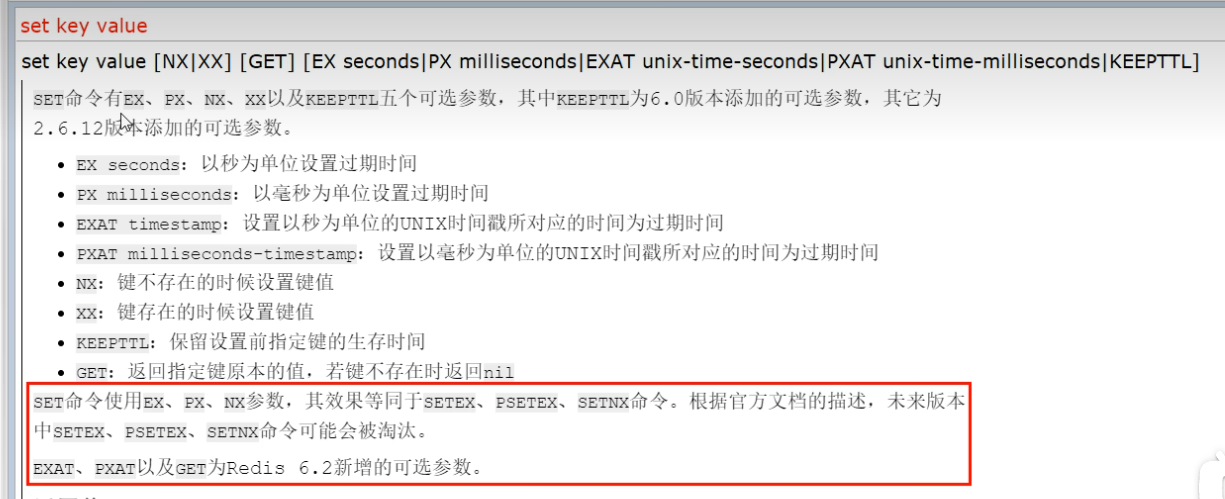 set key value
set key value [NX|XX] [GET] [EX seconds|PX milliseconds|EXAT unix-time-seconds|PXAT unix-time-milliseconds|KEEPTTL]
SET命令有EX、PX、NX、XX以及KEEPTTL五个可选参数，其中KEEPTTL为6.0版本添加的可选参数，其它为
2.6.12版本添加的可选参数。
• EX seconds：以秒为单位设置过期时间
• PX milliseconds：以毫秒为单位设置过期时间
• EXAT timestamp：设置以秒为单位的UNIX时间戳所对应的时间为过期时间
• PXAT milliseconds-timestamp：设置以毫秒为单位的UNIX时间戳所对应的时间为过期时间
• NX：键不存在的时候设置键值
• XX：键存在的时候设置键值
• KEEPTTL：保留设置前指定键的生存时间
• GET：返回指定键原本的值，若键不存在时返回nil
SET命令使用EX、PX、NX参数，其效果等同于SETEX、PSETEX、SETNX命令。根据官方文档的描述，未来版本
中SETEX、PSETEX、SETNX命令可能会被淘汰。
EXAT、PXAT以及GET为Redis 6.2新增的可选参数。